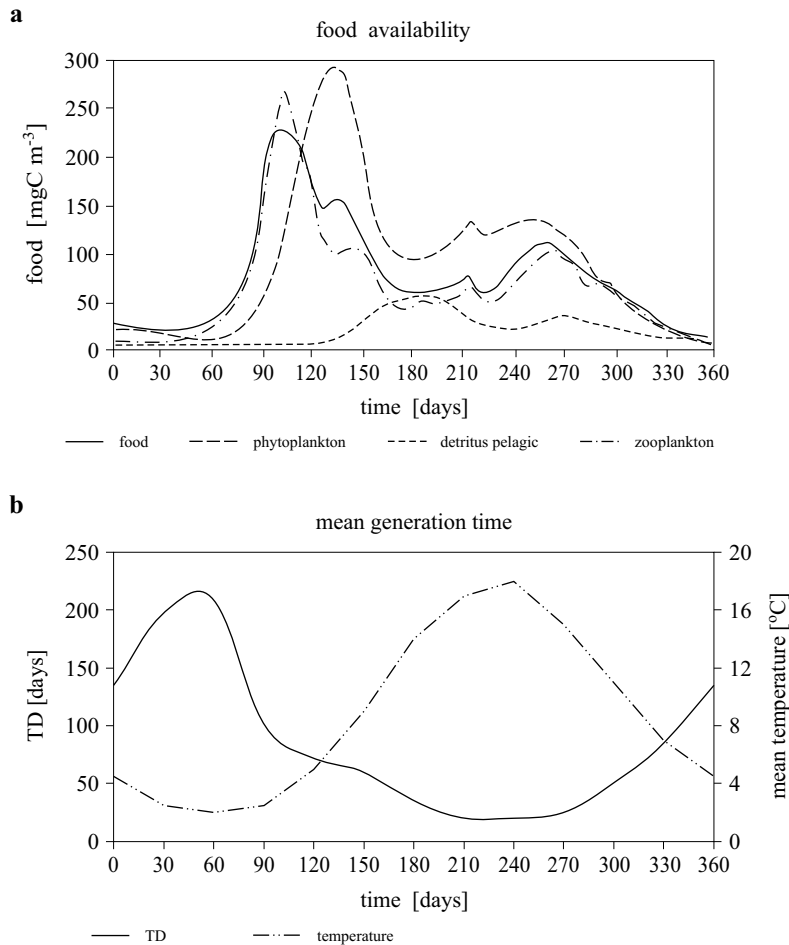 a
food availability
300
250
200
150
100
50
0
food [mgC m-3]
0 30 60 90 120 150 180 210 240 270 300 330 360
time [days]
food phytoplankton detritus pelagic zooplankton
b
mean generation time
250
200
150
100
50
0
TD [days]
20
16
12
8
4
0
mean temperature [°C]
0 30 60 90 120 150 180 210 240 270 300 330 360
time [days]
TD temperature